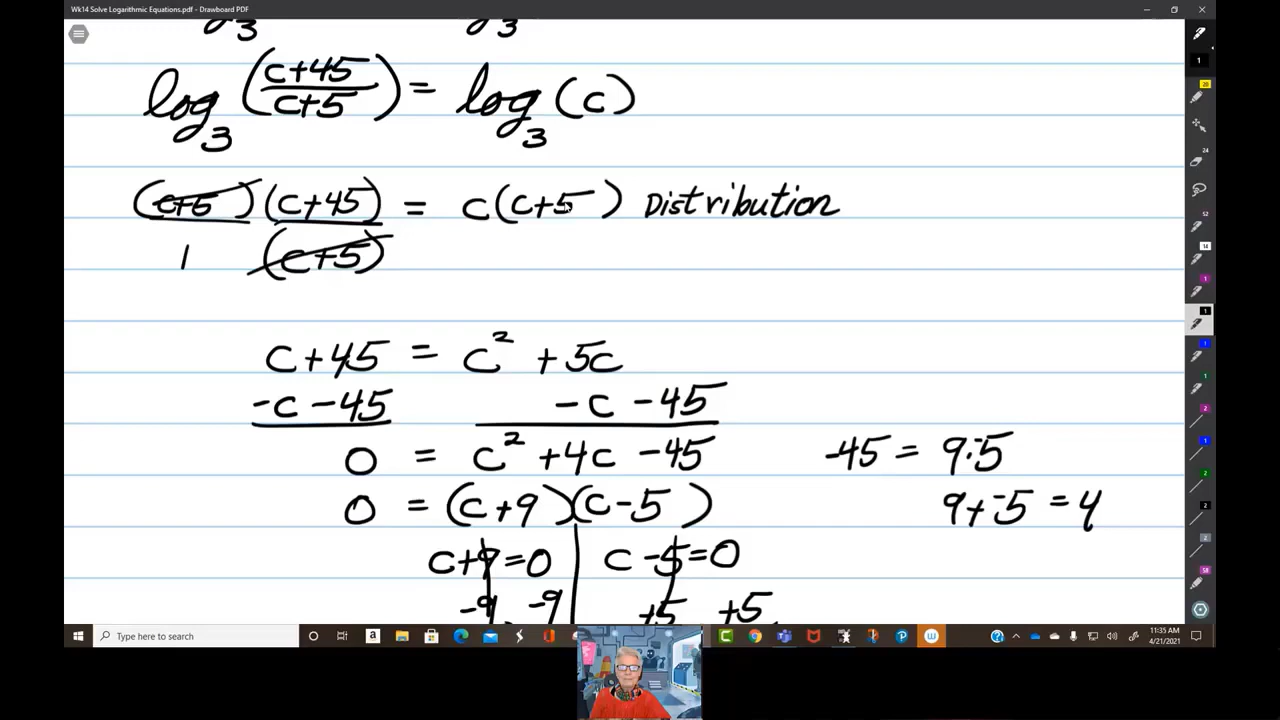 Wk14 Solve Logarithmic Equations.pdf - Drawboard PDF
3 3
log₃ ((c+45)/(c+5)) = log₃ (c)
(c+5) (c+45) = c(c+5) Distribution
1 (c+5)
c+45 = c² + 5c
-c -45 -c -45
0 = c² +4c -45 -45 = 9·-5
0 = (c+9)(c-5) 9+-5=4
c+9=0 c-5=0
-9 -9 +5 +5
Type here to search
11:35 AM
4/21/2021